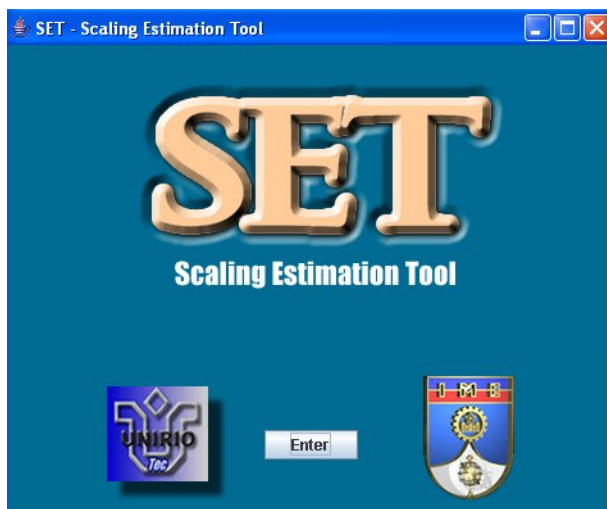 SET - Scaling Estimation Tool
SET
Scaling Estimation Tool
UNIRIO
Tec
Enter
I M E